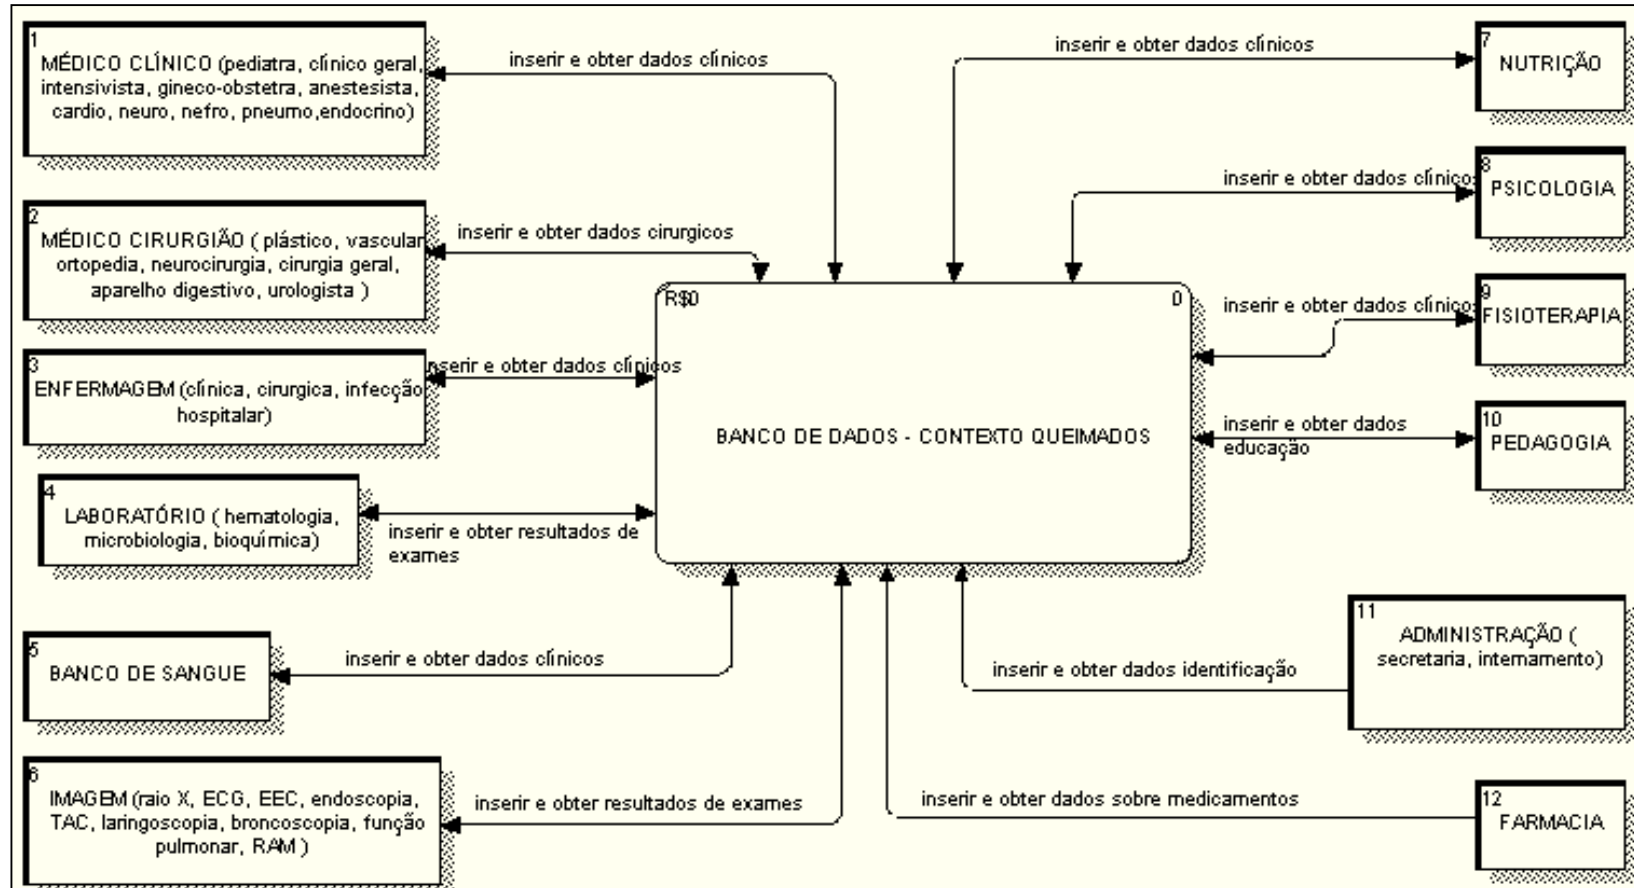 1
MÉDICO CLÍNICO (pediatra, clínico geral,
intensivista, gineco-obstetra, anestesista,
cardio, neuro, nefro, pneumo,endocrino)
inserir e obter dados clínicos
2
MÉDICO CIRURGIÃO ( plástico, vascular
ortopedia, neurocirurgia, cirurgia geral,
aparelho digestivo, urologista )
inserir e obter dados cirurgicos
3
ENFERMAGEM (clínica, cirurgica, infecção
hospitalar)
inserir e obter dados clínicos
4
LABORATÓRIO ( hematologia,
microbiologia, bioquímica)
inserir e obter resultados de
exames
5
BANCO DE SANGUE
inserir e obter dados clínicos
6
IMAGEM (raio X, ECG, EEC, endoscopia,
TAC, laringoscopia, broncoscopia, função
pulmonar, RAM )
inserir e obter resultados de exames
R$0
0
BANCO DE DADOS - CONTEXTO QUEIMADOS
inserir e obter dados clínicos
7
NUTRIÇÃO
inserir e obter dados clínicos
8
PSICOLOGIA
inserir e obter dados clínicos
9
FISIOTERAPIA
inserir e obter dados
educação
10
PEDAGOGIA
inserir e obter dados identificação
11
ADMINISTRAÇÃO (
secretaria, internamento)
inserir e obter dados sobre medicamentos
12
FARMACIA